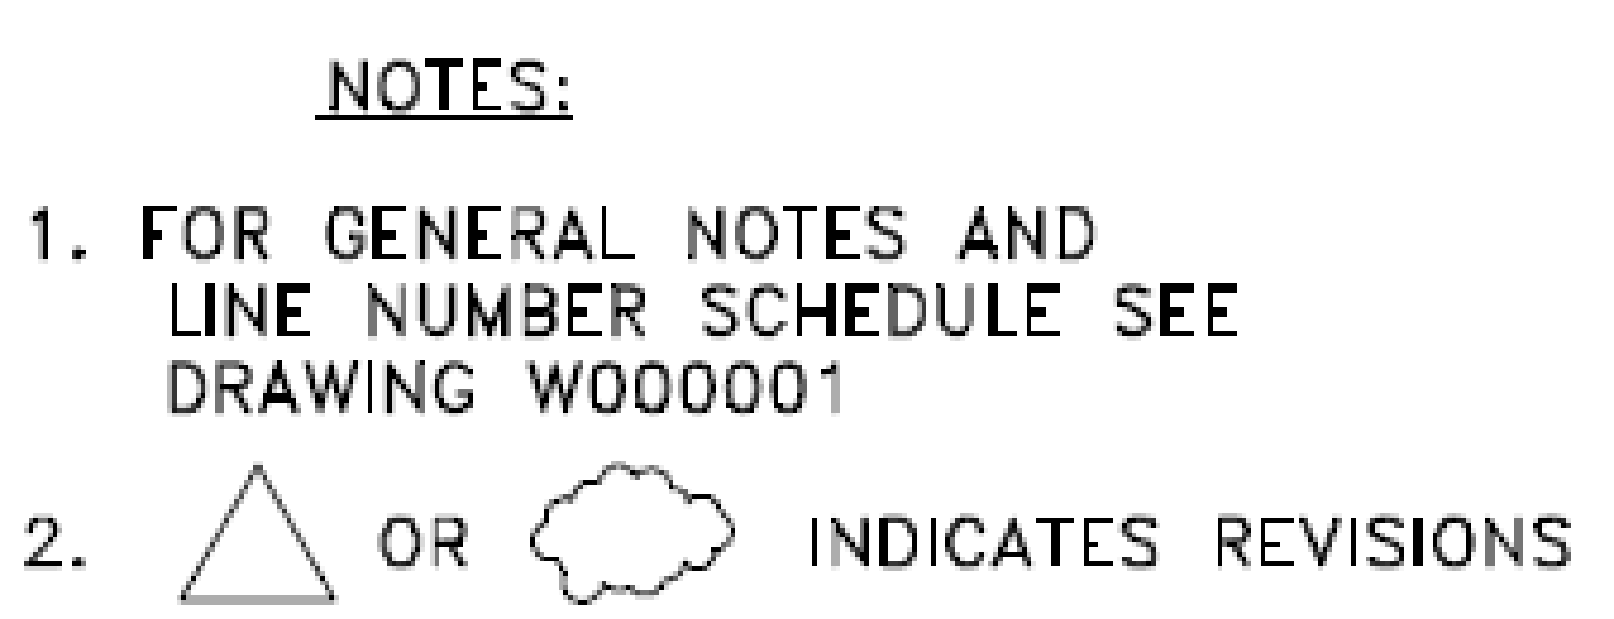 NOTES:
1. FOR GENERAL NOTES AND
LINE NUMBER SCHEDULE SEE
DRAWING W000001
2. OR INDICATES REVISIONS